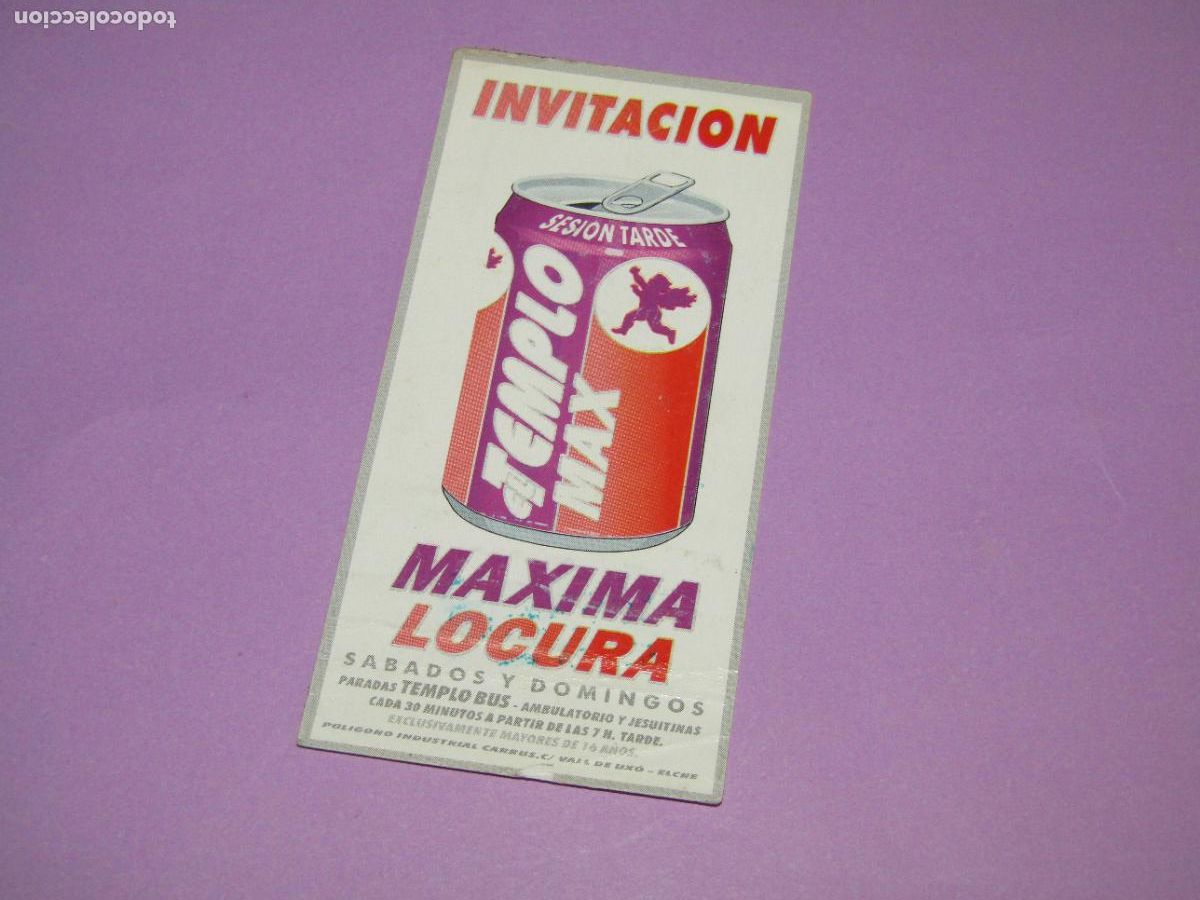 todocoleccion
INVITACION
SESION TARDE
EL TEMPLO
MAX
MAXIMA
LOCURA
SABADOS Y DOMINGOS
PARADAS TEMPLO BUS - AMBULATORIO Y JESUITINAS
CADA 30 MINUTOS A PARTIR DE LAS 7 H. TARDE.
EXCLUSIVAMENTE MAYORES DE 16 AÑOS.
POLIGONO INDUSTRIAL CARRUS. C/ VALL DE UXÓ - ELCHE